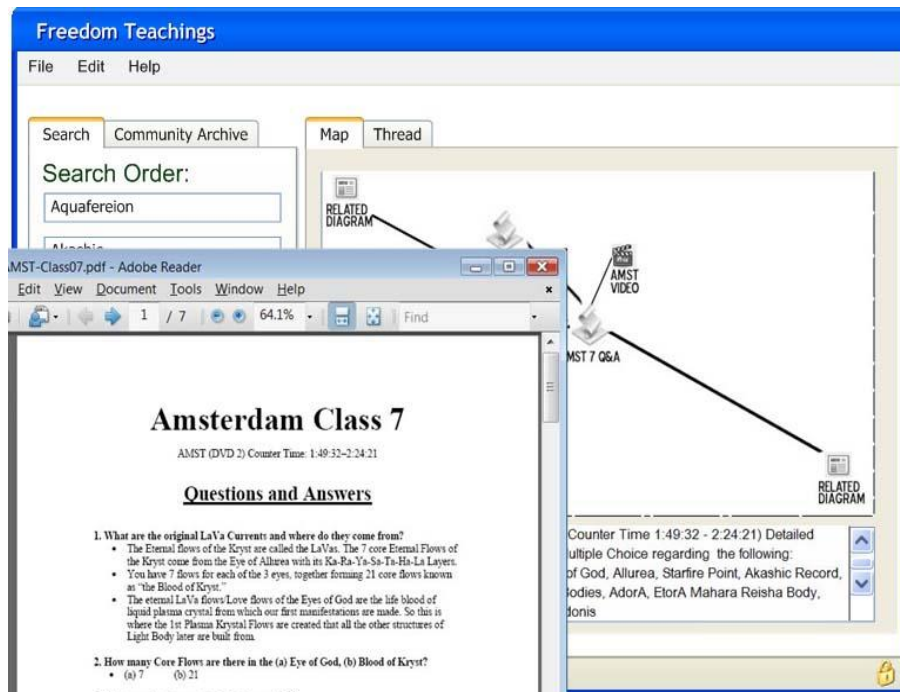 Freedom Teachings
File Edit Help
Search Community Archive
Map Thread
Search Order:
Aquafereion
RELATED
DIAGRAM
AMST
VIDEO
MST 7 Q&A
RELATED
DIAGRAM
AMST-Class07.pdf - Adobe Reader
Edit View Document Tools Window Help
1 / 7 64.1% Find
Amsterdam Class 7
AMST (DVD 2) Counter Time: 1:49:32–2:24:21
Questions and Answers
1. What are the original LaVa Currents and where do they come from?
• The Eternal flows of the Kryst are called the LaVas. The 7 core Eternal Flows of
the Kryst come from the Eye of Allurea with its Ka-Ra-Ya-Sa-Ta-Ha-La Layers.
• You have 7 flows for each of the 3 eyes, together forming 21 core flows known
as "the Blood of Kryst."
• The eternal LaVa flows/Love flows of the Eyes of God are the life blood of
liquid plasma crystal from which our first manifestations are made. So this is
where the 1st Plasma Krystal Flows are created that all the other structures of
Light Body later are built from.
2. How many Core Flows are there in the (a) Eye of God, (b) Blood of Kryst?
• (a) 7 (b) 21
Counter Time 1:49:32 - 2:24:21) Detailed
ultiple Choice regarding the following:
of God, Allurea, Starfire Point, Akashic Record,
Bodies, AdorA, EtorA Mahara Reisha Body,
donis